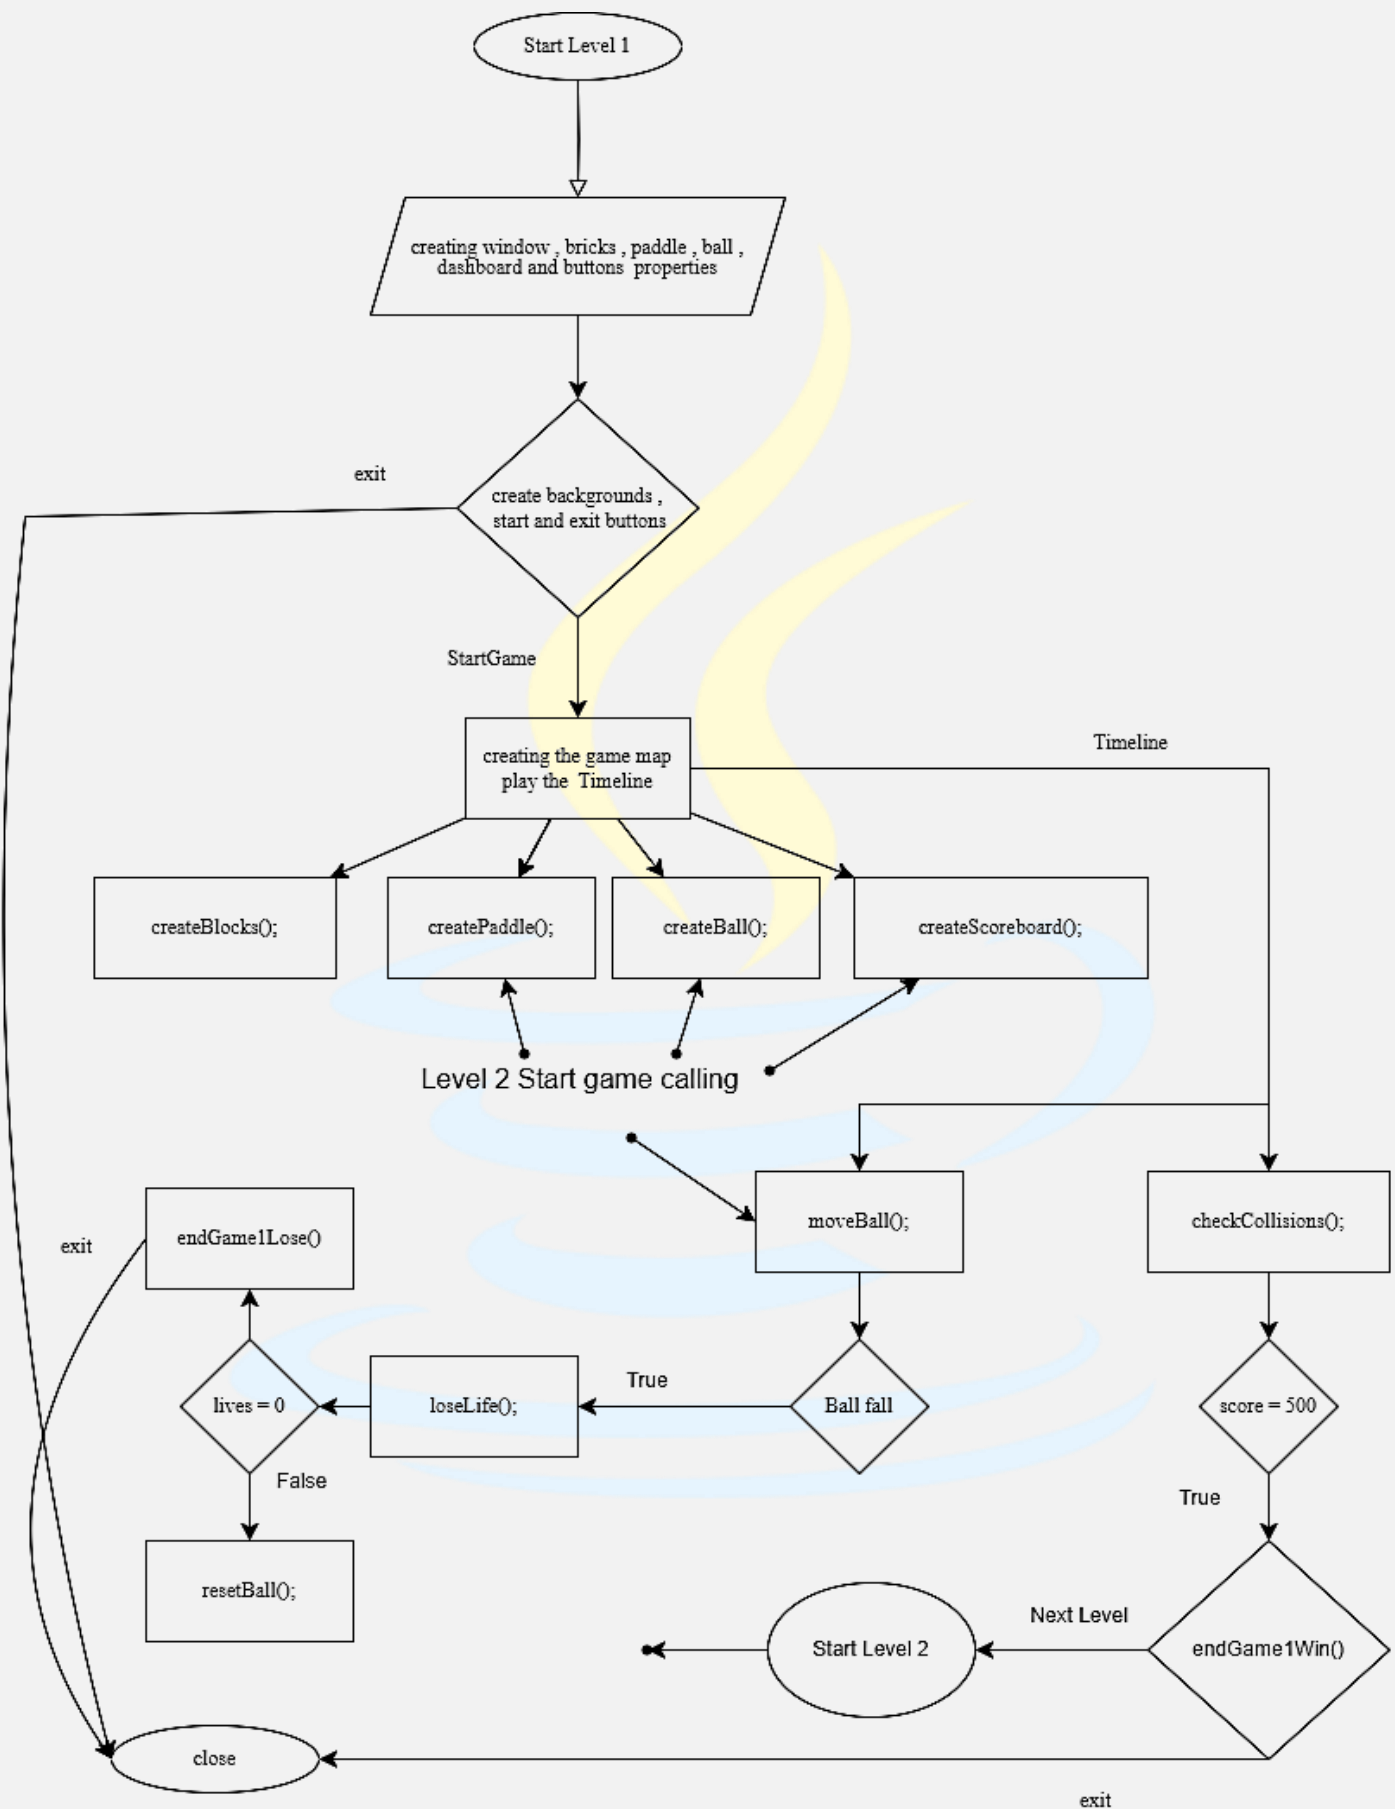 Start Level 1
creating window , bricks , paddle , ball ,
dashboard and buttons properties
exit
create backgrounds ,
start and exit buttons
StartGame
creating the game map
play the Timeline
Timeline
createBlocks();
createPaddle();
createBall();
createScoreboard();
Level 2 Start game calling
moveBall();
checkCollisions();
endGame1Lose()
exit
lives = 0
loseLife();
True
Ball fall
score = 500
False
True
resetBall();
Start Level 2
Next Level
endGame1Win()
close
exit